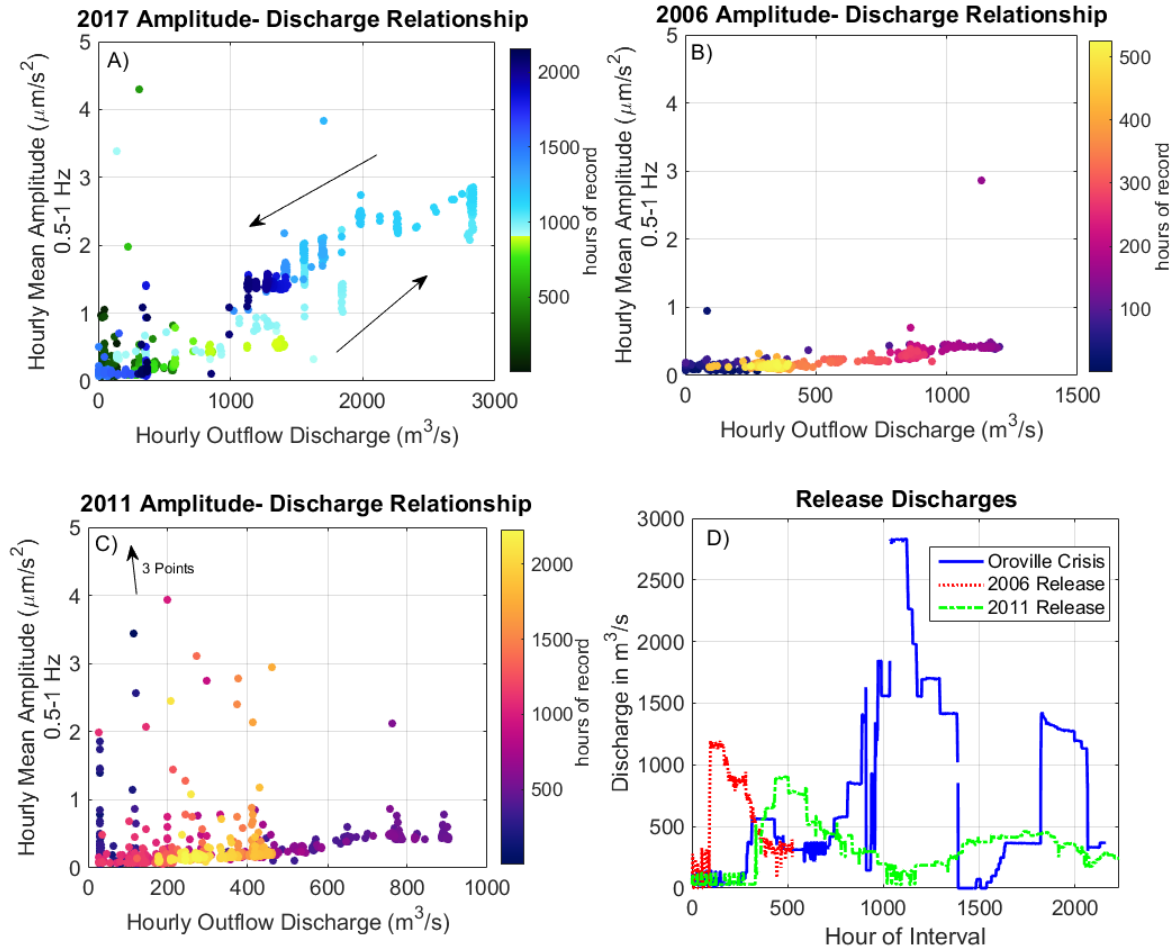 2017 Amplitude- Discharge Relationship
A)
5
4
3
2
1
0
Hourly Mean Amplitude (μm/s²)
0.5-1 Hz
0
1000
2000
3000
Hourly Outflow Discharge (m³/s)
2000
1500
1000
500
hours of record
2006 Amplitude- Discharge Relationship
B)
5
4
3
2
1
0
Hourly Mean Amplitude (μm/s²)
0.5-1 Hz
0
500
1000
1500
Hourly Outflow Discharge (m³/s)
500
400
300
200
100
hours of record
2011 Amplitude- Discharge Relationship
C)
3 Points
5
4
3
2
1
0
Hourly Mean Amplitude (μm/s²)
0.5-1 Hz
0
200
400
600
800
1000
Hourly Outflow Discharge (m³/s)
2000
1500
1000
500
hours of record
Release Discharges
D)
Oroville Crisis
2006 Release
2011 Release
3000
2500
2000
1500
1000
500
0
Discharge in m³/s
0
500
1000
1500
2000
Hour of Interval